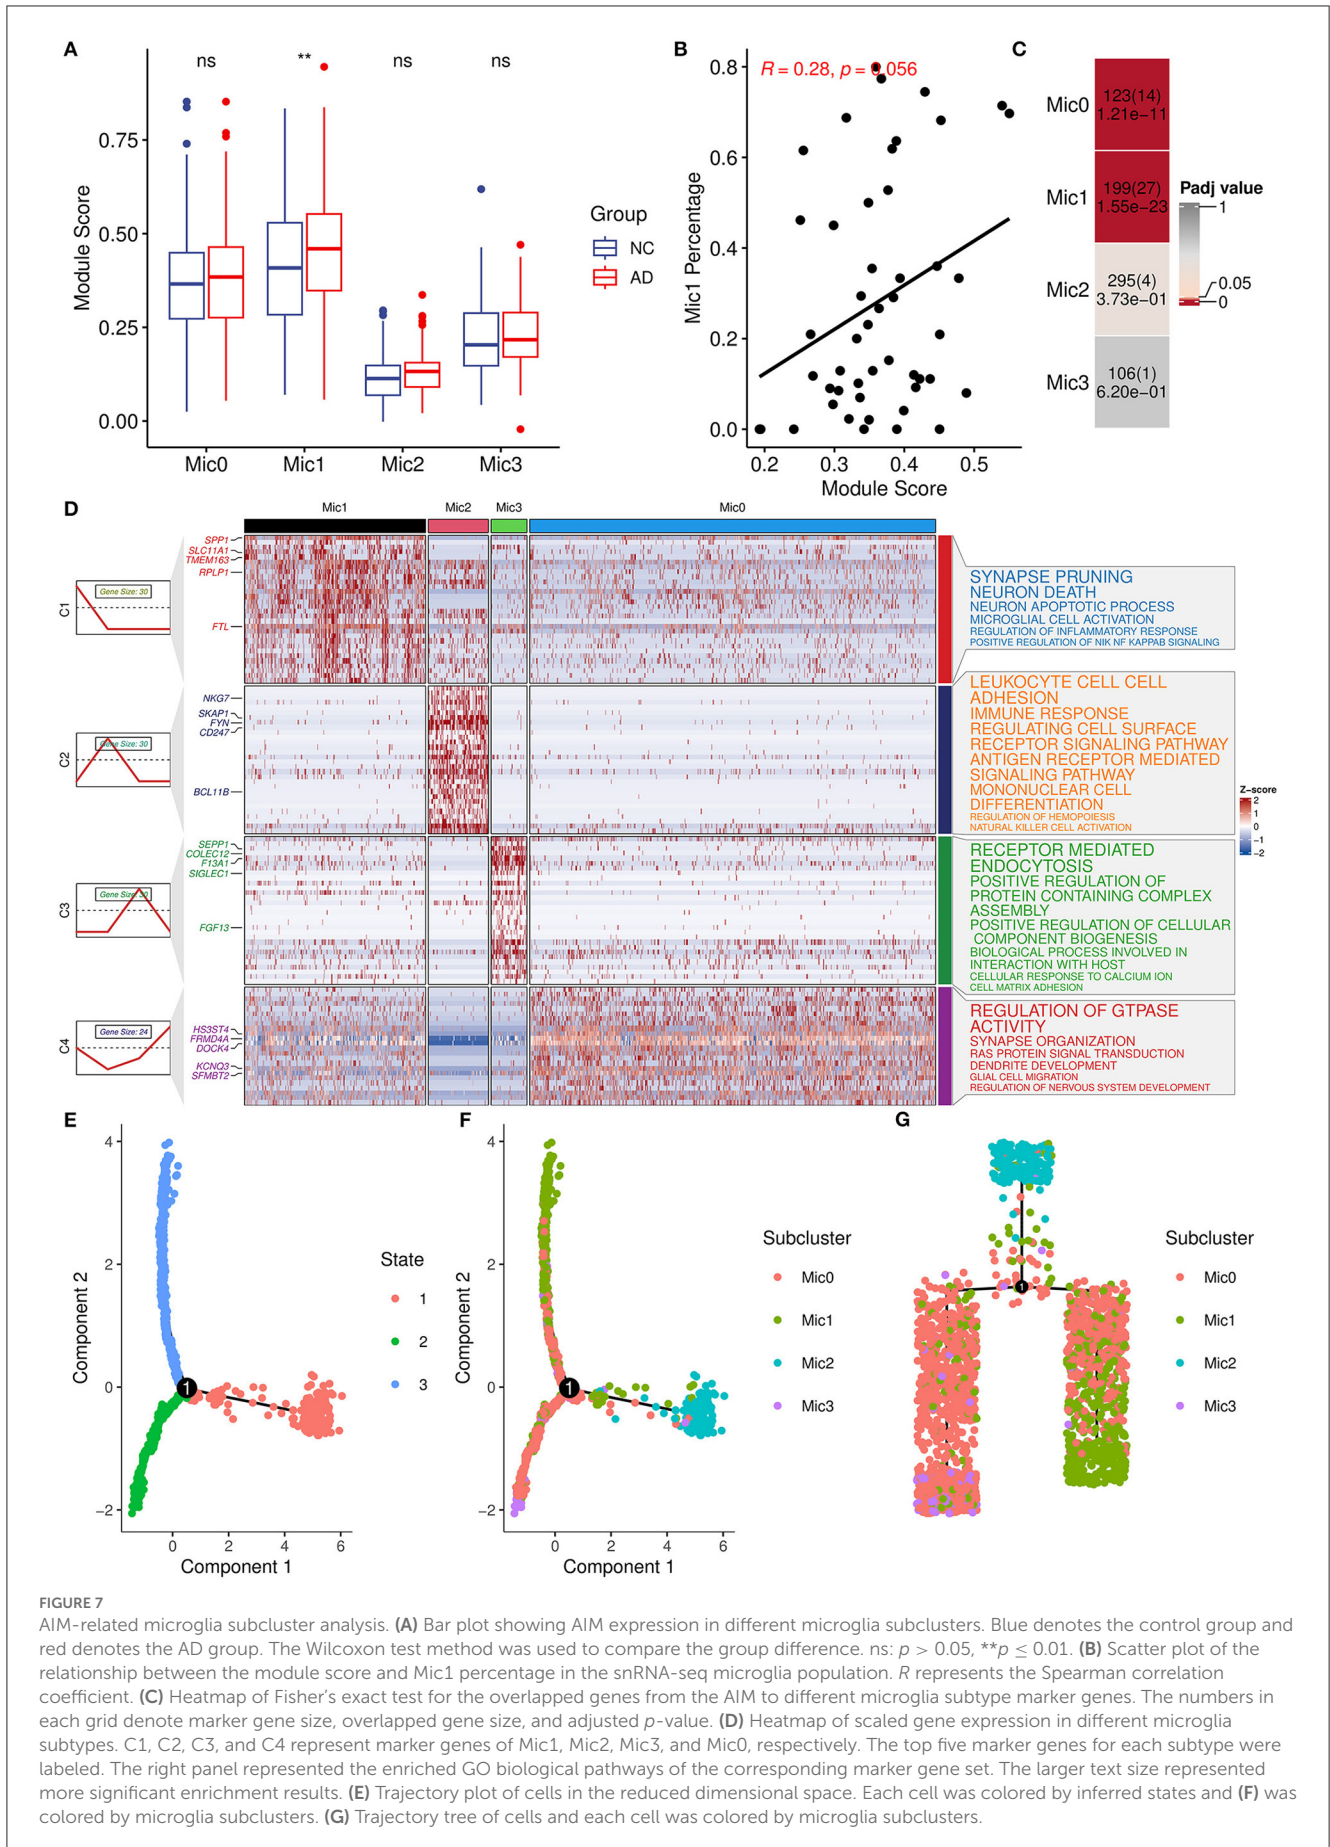 A
ns
**
ns
ns
Module Score
0.75
0.50
0.25
0.00
Mic0
Mic1
Mic2
Mic3
Group
NC
AD
B
R = 0.28, p = 0.056
Mic1 Percentage
0.8
0.6
0.4
0.2
0.0
0.2
0.3
0.4
0.5
Module Score
C
Mic0
123(14)
1.21e−11
Mic1
199(27)
1.55e−23
Mic2
295(4)
3.73e−01
Mic3
106(1)
6.20e−01
Padj value
1
0.05
0
D
Mic1
Mic2
Mic3
Mic0
C1
Gene Size: 30
SPP1
SLC11A1
TMEM163
RPLP1
FTL
SYNAPSE PRUNING
NEURON DEATH
NEURON APOPTOTIC PROCESS
MICROGLIAL CELL ACTIVATION
REGULATION OF INFLAMMATORY RESPONSE
POSITIVE REGULATION OF NIK NF KAPPAB SIGNALING
C2
Gene Size: 30
NKG7
SKAP1
FYN
CD247
BCL11B
LEUKOCYTE CELL CELL
ADHESION
IMMUNE RESPONSE
REGULATING CELL SURFACE
RECEPTOR SIGNALING PATHWAY
ANTIGEN RECEPTOR MEDIATED
SIGNALING PATHWAY
MONONUCLEAR CELL
DIFFERENTIATION
REGULATION OF HEMOPOIESIS
NATURAL KILLER CELL ACTIVATION
Z−score
2
1
0
−1
−2
C3
Gene Size: 30
SEPP1
COLEC12
F13A1
SIGLEC1
FGF13
RECEPTOR MEDIATED
ENDOCYTOSIS
POSITIVE REGULATION OF
PROTEIN CONTAINING COMPLEX
ASSEMBLY
POSITIVE REGULATION OF CELLULAR
COMPONENT BIOGENESIS
BIOLOGICAL PROCESS INVOLVED IN
INTERACTION WITH HOST
CELLULAR RESPONSE TO CALCIUM ION
CELL MATRIX ADHESION
C4
Gene Size: 24
HS3ST4
FRMD4A
DOCK4
KCNQ3
SFMBT2
REGULATION OF GTPASE
ACTIVITY
SYNAPSE ORGANIZATION
RAS PROTEIN SIGNAL TRANSDUCTION
DENDRITE DEVELOPMENT
GLIAL CELL MIGRATION
REGULATION OF NERVOUS SYSTEM DEVELOPMENT
E
Component 2
4
2
0
−2
1
0
2
4
6
Component 1
State
1
2
3
F
Component 2
4
2
0
−2
1
0
2
4
6
Component 1
Subcluster
Mic0
Mic1
Mic2
Mic3
G
1
Subcluster
Mic0
Mic1
Mic2
Mic3
FIGURE 7
AIM-related microglia subcluster analysis. (A) Bar plot showing AIM expression in different microglia subclusters. Blue denotes the control group and
red denotes the AD group. The Wilcoxon test method was used to compare the group difference. ns: p > 0.05, **p ≤ 0.01. (B) Scatter plot of the
relationship between the module score and Mic1 percentage in the snRNA-seq microglia population. R represents the Spearman correlation
coefficient. (C) Heatmap of Fisher's exact test for the overlapped genes from the AIM to different microglia subtype marker genes. The numbers in
each grid denote marker gene size, overlapped gene size, and adjusted p-value. (D) Heatmap of scaled gene expression in different microglia
subtypes. C1, C2, C3, and C4 represent marker genes of Mic1, Mic2, Mic3, and Mic0, respectively. The top five marker genes for each subtype were
labeled. The right panel represented the enriched GO biological pathways of the corresponding marker gene set. The larger text size represented
more significant enrichment results. (E) Trajectory plot of cells in the reduced dimensional space. Each cell was colored by inferred states and (F) was
colored by microglia subclusters. (G) Trajectory tree of cells and each cell was colored by microglia subclusters.